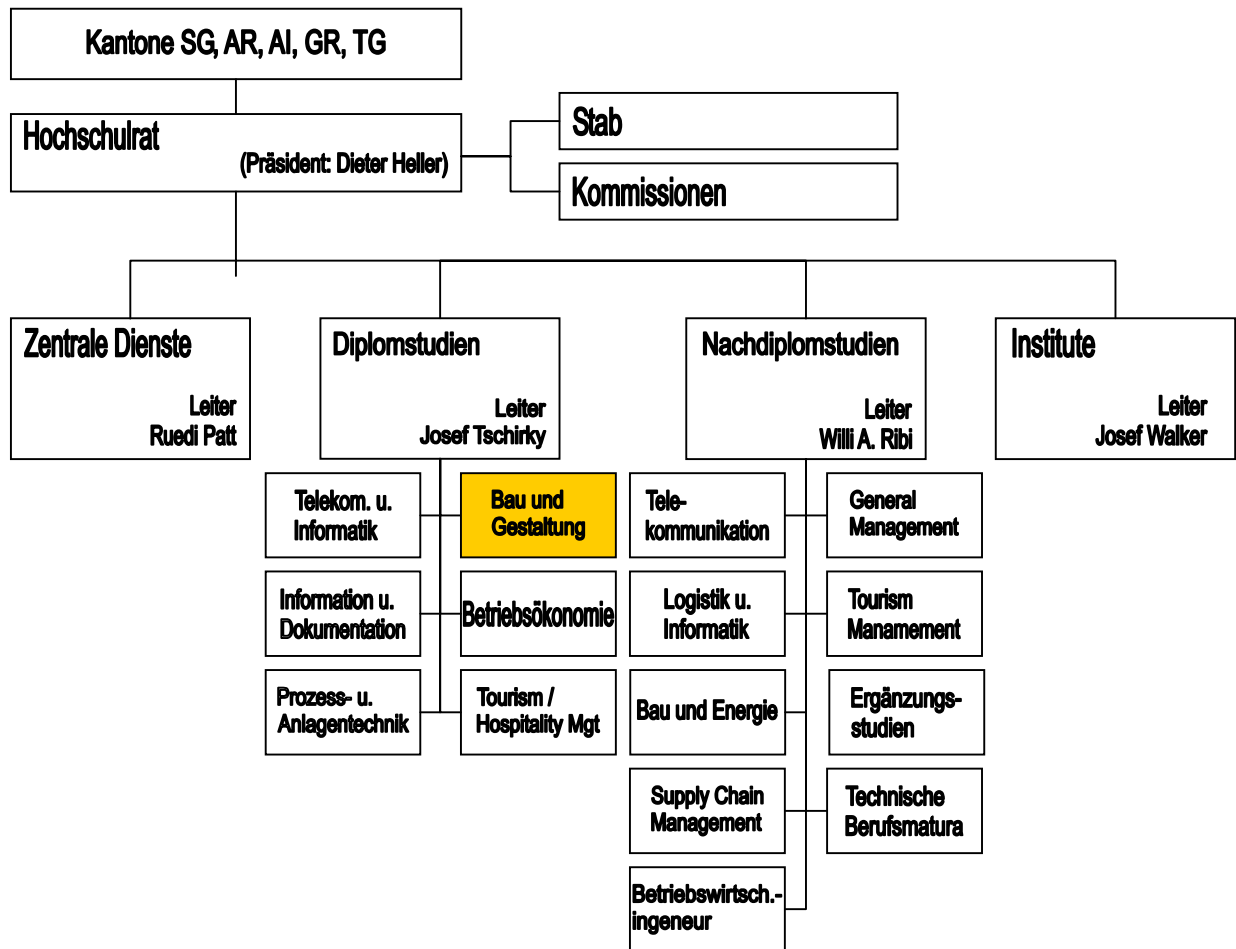 Kantone SG, AR, AI, GR, TG
Hochschulrat
(Präsident: Dieter Heller)
Stab
Kommissionen
Zentrale Dienste
Leiter
Ruedi Patt
Diplomstudien
Leiter
Josef Tschirky
Nachdiplomstudien
Leiter
Willi A. Ribi
Institute
Leiter
Josef Walker
Telekom. u.
Informatik
Bau und
Gestaltung
Information u.
Dokumentation
Betriebsökonomie
Prozess- u.
Anlagentechnik
Tourism /
Hospitality Mgt
Tele-
kommunikation
General
Management
Logistik u.
Informatik
Tourism
Manamement
Bau und Energie
Ergänzungs-
studien
Supply Chain
Management
Technische
Berufsmatura
Betriebswirtsch.-
ingeneur